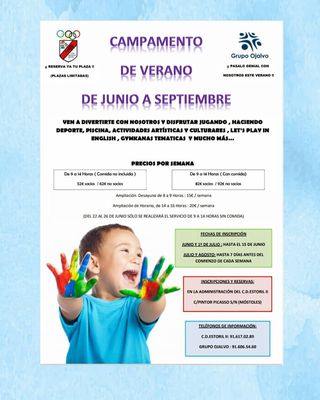 ¡¡ RESERVA YA TU PLAZA !!
(PLAZAS LIMITADAS)
CAMPAMENTO
DE VERANO
DE JUNIO A SEPTIEMBRE
Grupo Ojalvo
¡¡ PASALO GENIAL CON
NOSOTROS ESTE VERANO !!
VEN A DIVERTIRTE CON NOSOTROS Y DISFRUTAR JUGANDO , HACIENDO
DEPORTE, PISCINA, ACTIVIDADES ARTÍSTICAS Y CULTURARES , LET'S PLAY IN
ENGLISH , GYMKANAS TEMATICAS Y MUCHO MÁS...
PRECIOS POR SEMANA
De 9 a 14 Horas ( Comida no incluida )
52€ socios / 62€ no socios
De 9 a 14 Horas ( Con comida)
82€ socios / 92€ no socios
Ampliación: Desayuno de 8 a 9 Horas : 15€ / semana
Ampliación de Horario, de 14 a 16 Horas : 20€ / semana
(DEL 22 AL 26 DE JUNIO SÓLO SE REALIZARÁ EL SERVICIO DE 9 A 14 HORAS SIN COMIDA)
FECHAS DE INSCRIPCIÓN
JUNIO Y 1ª DE JULIO : HASTA EL 15 DE JUNIO
JULIO Y AGOSTO: HASTA 7 DÍAS ANTES DEL
COMIENZO DE CADA SEMANA
INSCRIPCIONES Y RESERVAS:
EN LA ADMINISTRACIÓN DEL C.D.ESTORIL II
C/PINTOR PICASSO S/N (MÓSTOLES)
TELÉFONOS DE INFORMACIÓN:
C.D.ESTORIL II: 91.617.02.89
GRUPO OJALVO : 91.606.54.60